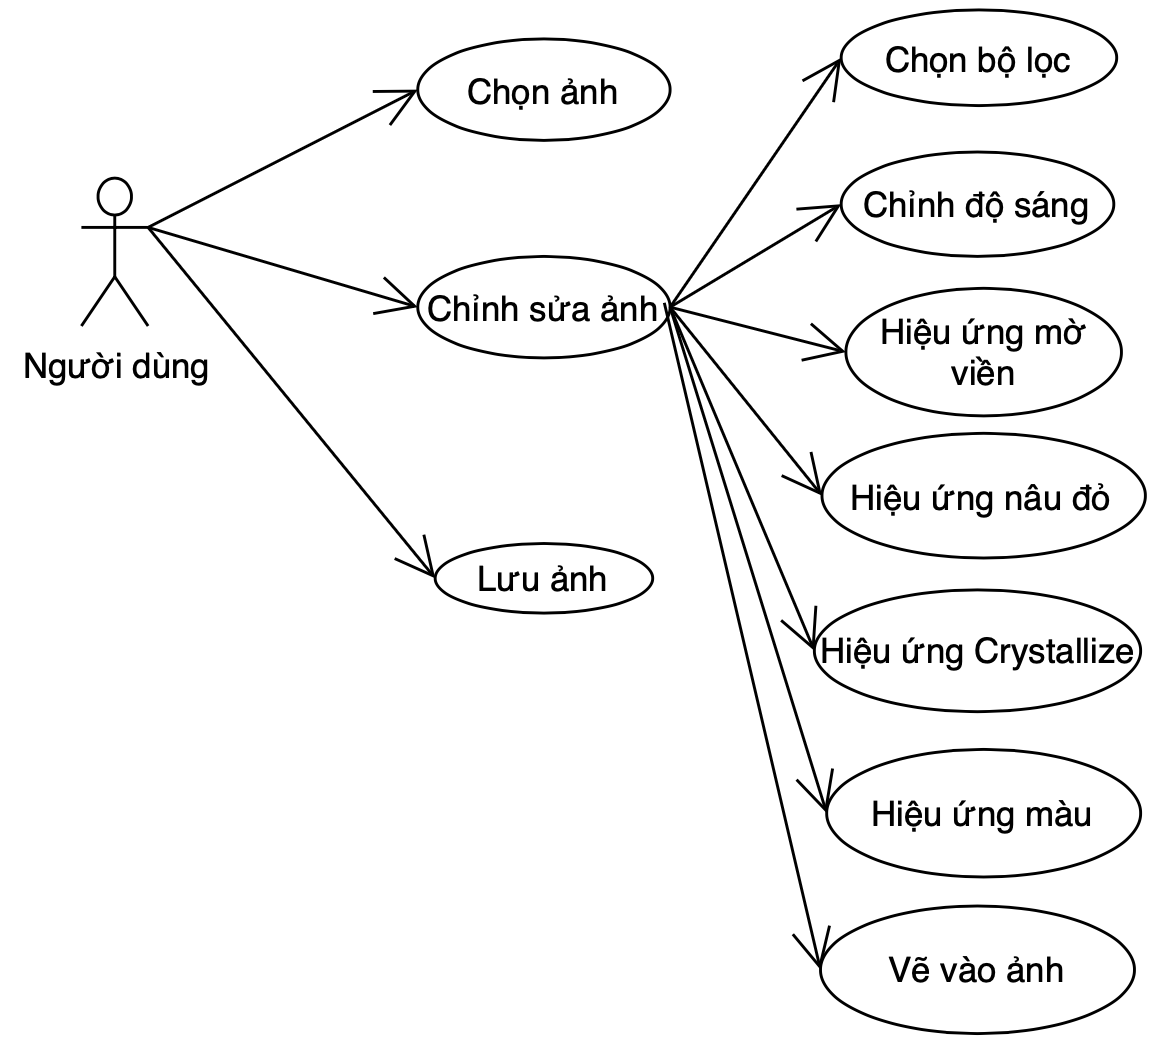 Chọn ảnh
Người dùng
Chỉnh sửa ảnh
Lưu ảnh
Chọn bộ lọc
Chỉnh độ sáng
Hiệu ứng mờ
viền
Hiệu ứng nâu đỏ
Hiệu ứng Crystallize
Hiệu ứng màu
Vẽ vào ảnh